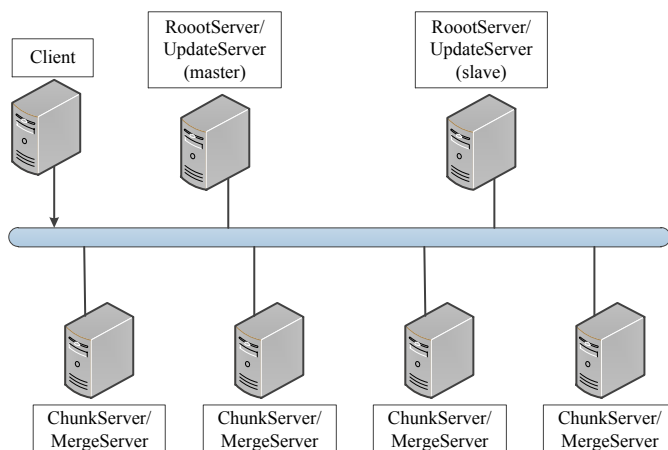 Client
RoootServer/
UpdateServer
(master)
RoootServer/
UpdateServer
(slave)
ChunkServer/
MergeServer
ChunkServer/
MergeServer
ChunkServer/
MergeServer
ChunkServer/
MergeServer